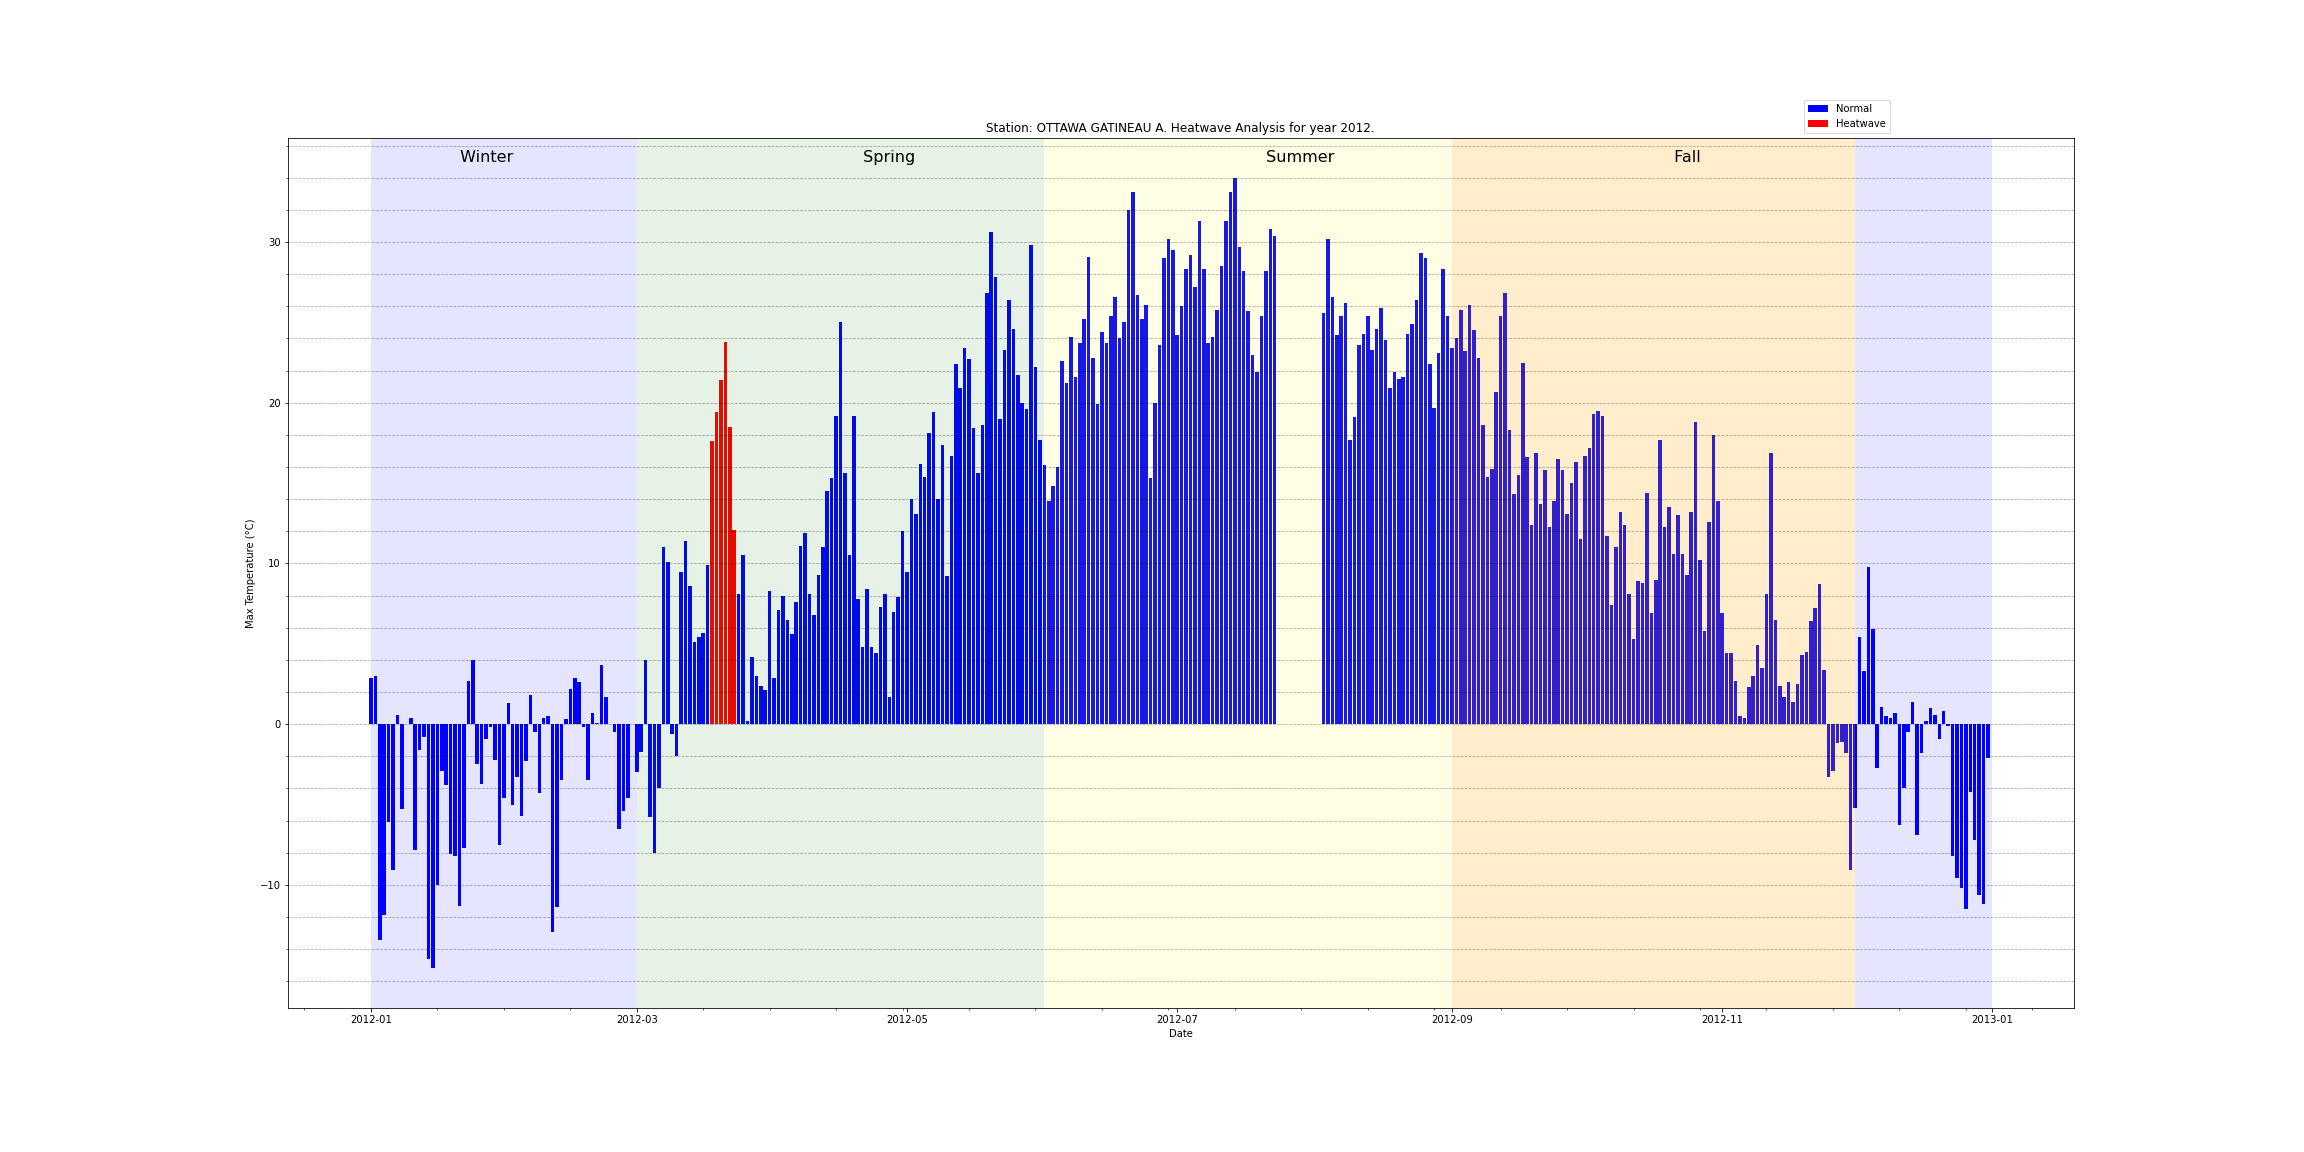 Normal
Heatwave
Station: OTTAWA GATINEAU A. Heatwave Analysis for year 2012.
Winter Spring Summer Fall
30
20
10
0
−10
Max Temperature (°C)
2012-01 2012-03 2012-05 2012-07 2012-09 2012-11 2013-01
Date